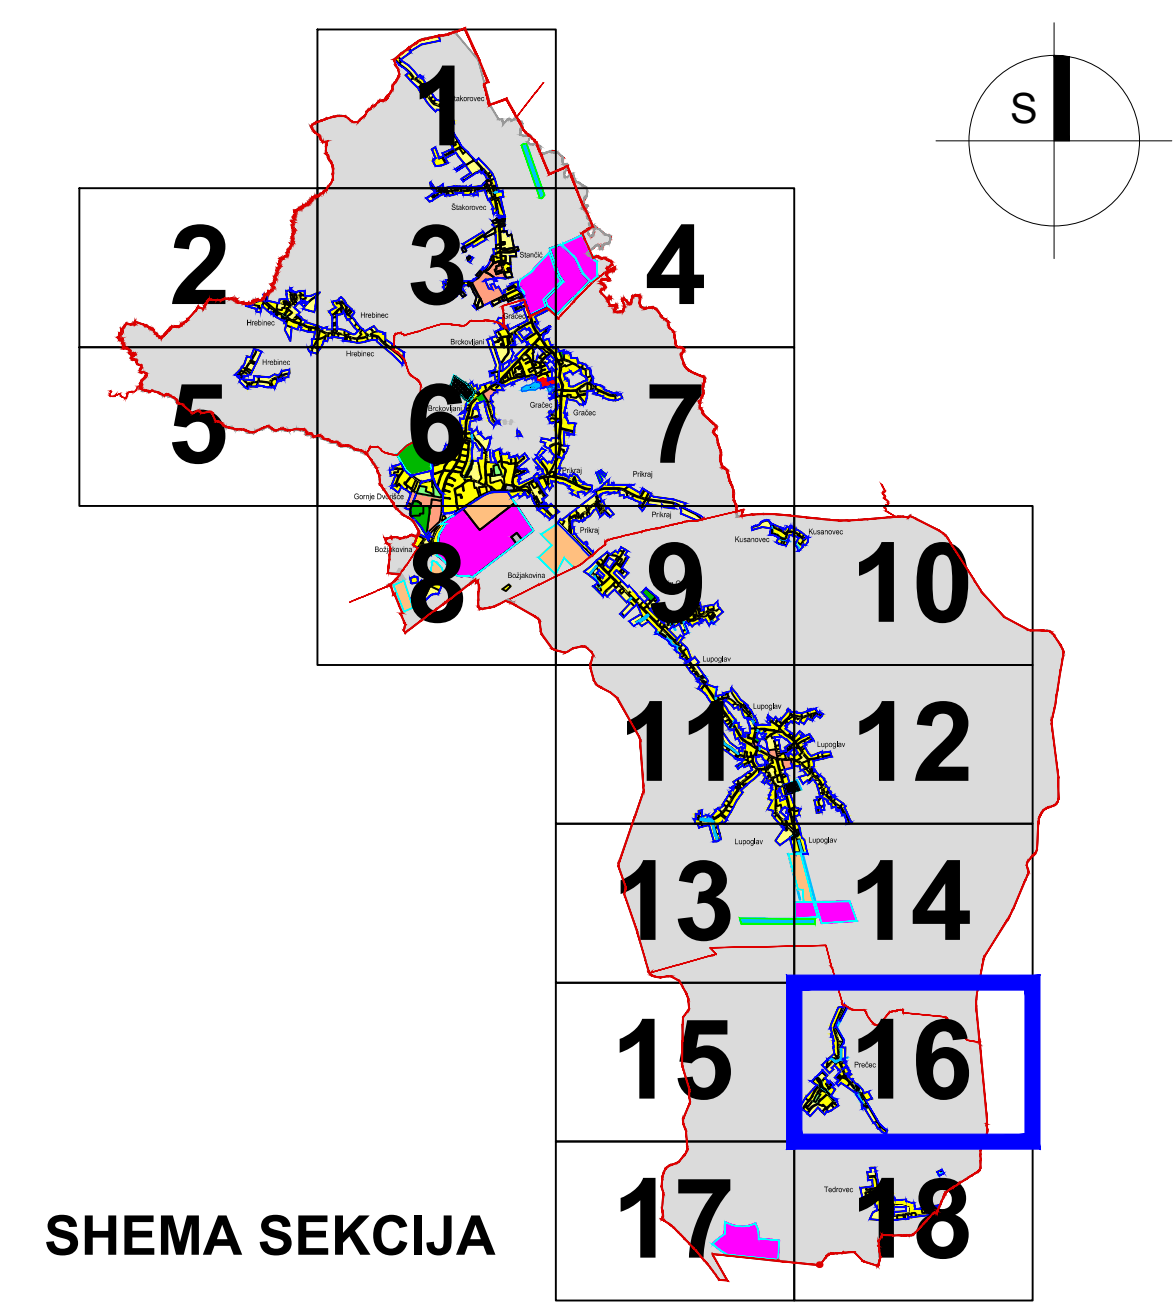 1
Štakorovec
S
2
3
4
Štakorovec
Stančić
Hrebinec
Hrebinec
Hrebinec
Gračec
Brckovljani
5
6
7
Hrebinec
Brckovljani
Gračec
Gračec
Prikraj
Prikraj
Prikraj
Gornje Dvorišće
8
9
10
Prikraj
Kusanovec
Kusanovec
Božjakovina
Božjakovina
Lupoglav
11
12
Lupoglav
Lupoglav
Lupoglav
Lupoglav
13
14
15
16
Prečec
17
18
Tedrovec
SHEMA SEKCIJA